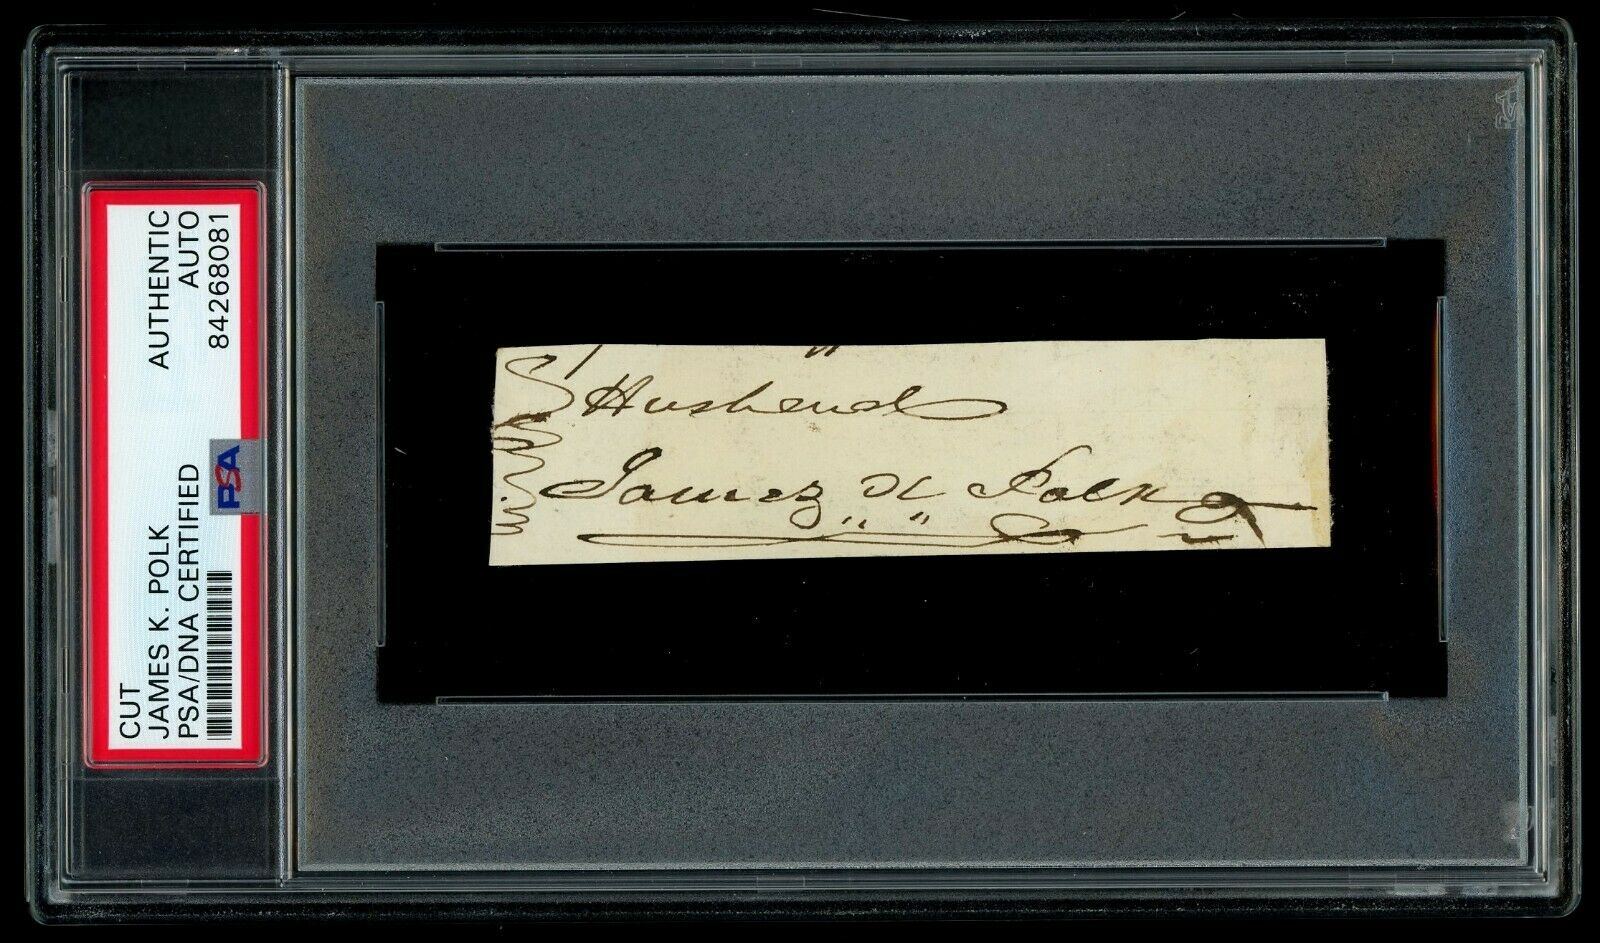 CUT
JAMES K. POLK
PSA/DNA CERTIFIED
AUTHENTIC
AUTO
84268081
PSA
Husband
James K Polk